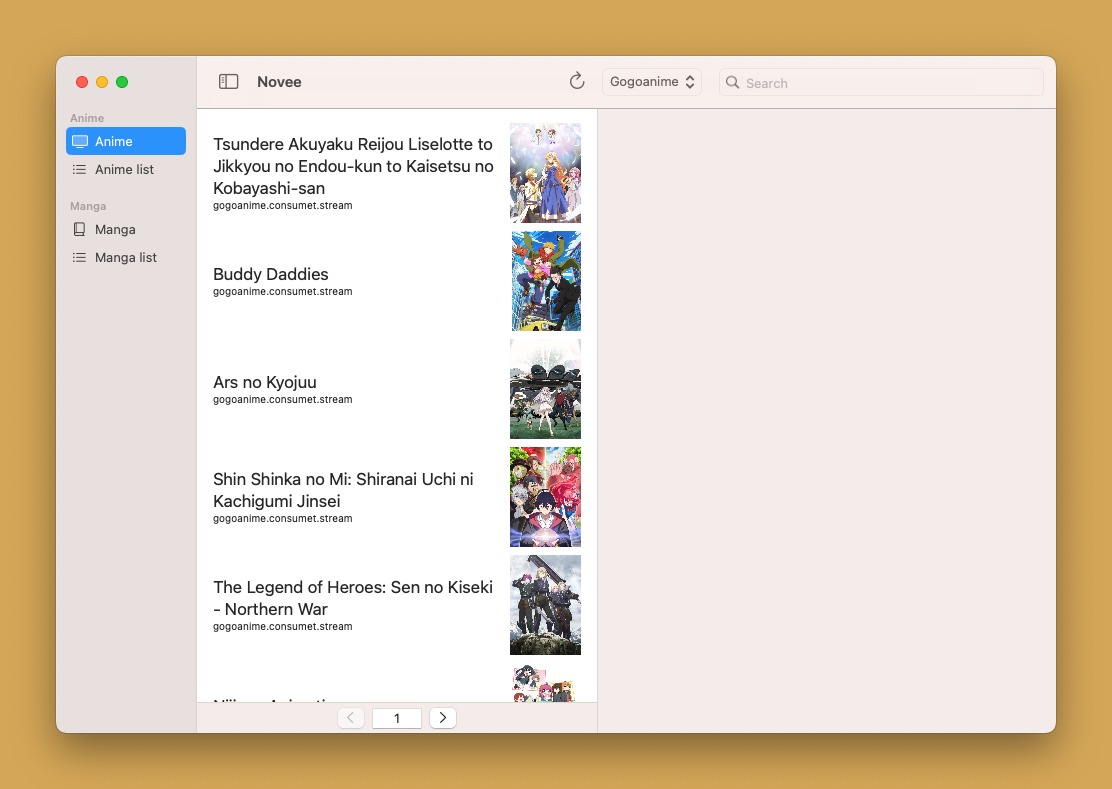 Novee
Gogoanime
Search
Anime
Anime
Anime list
Manga
Manga
Manga list
Tsundere Akuyaku Reijou Liselotte to
Jikkyou no Endou-kun to Kaisetsu no
Kobayashi-san
gogoanime.consumet.stream
Buddy Daddies
gogoanime.consumet.stream
Ars no Kyojuu
gogoanime.consumet.stream
Shin Shinka no Mi: Shiranai Uchi ni
Kachigumi Jinsei
gogoanime.consumet.stream
The Legend of Heroes: Sen no Kiseki
- Northern War
gogoanime.consumet.stream
1